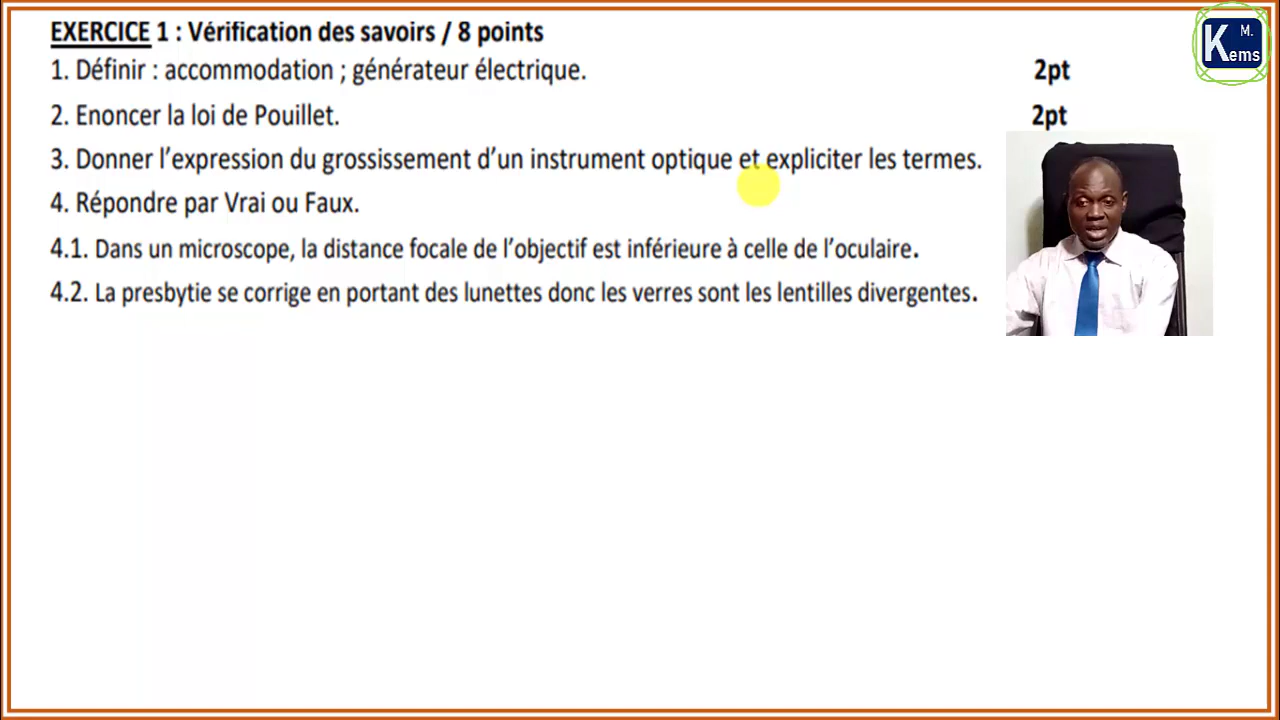 EXERCICE 1 : Vérification des savoirs / 8 points
1. Définir : accommodation ; générateur électrique. 2pt
2. Enoncer la loi de Pouillet. 2pt
3. Donner l’expression du grossissement d’un instrument optique et expliciter les termes.
4. Répondre par Vrai ou Faux.
4.1. Dans un microscope, la distance focale de l’objectif est inférieure à celle de l’oculaire.
4.2. La presbytie se corrige en portant des lunettes donc les verres sont les lentilles divergentes.
M.
Kems